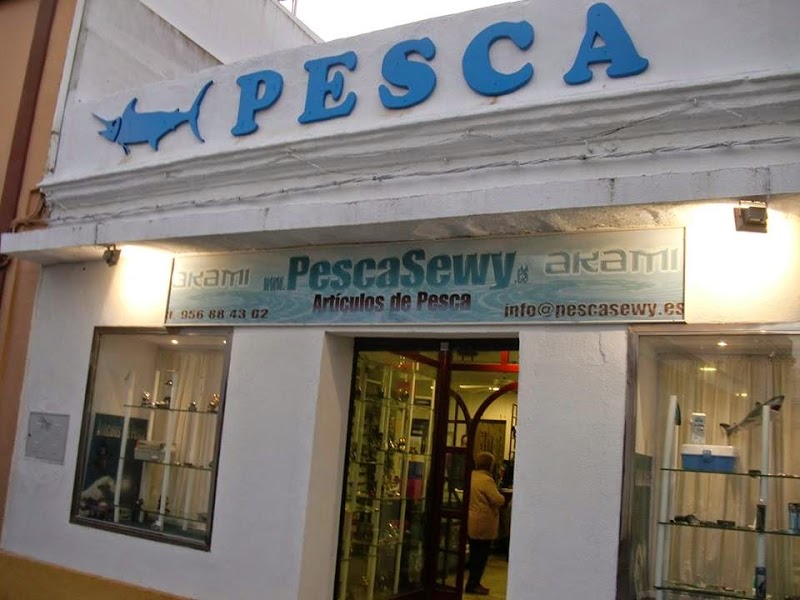 PESCA
akami www.PescaSewy.es akami
Artículos de Pesca
t. 956 88 43 02
info@pescasewy.es